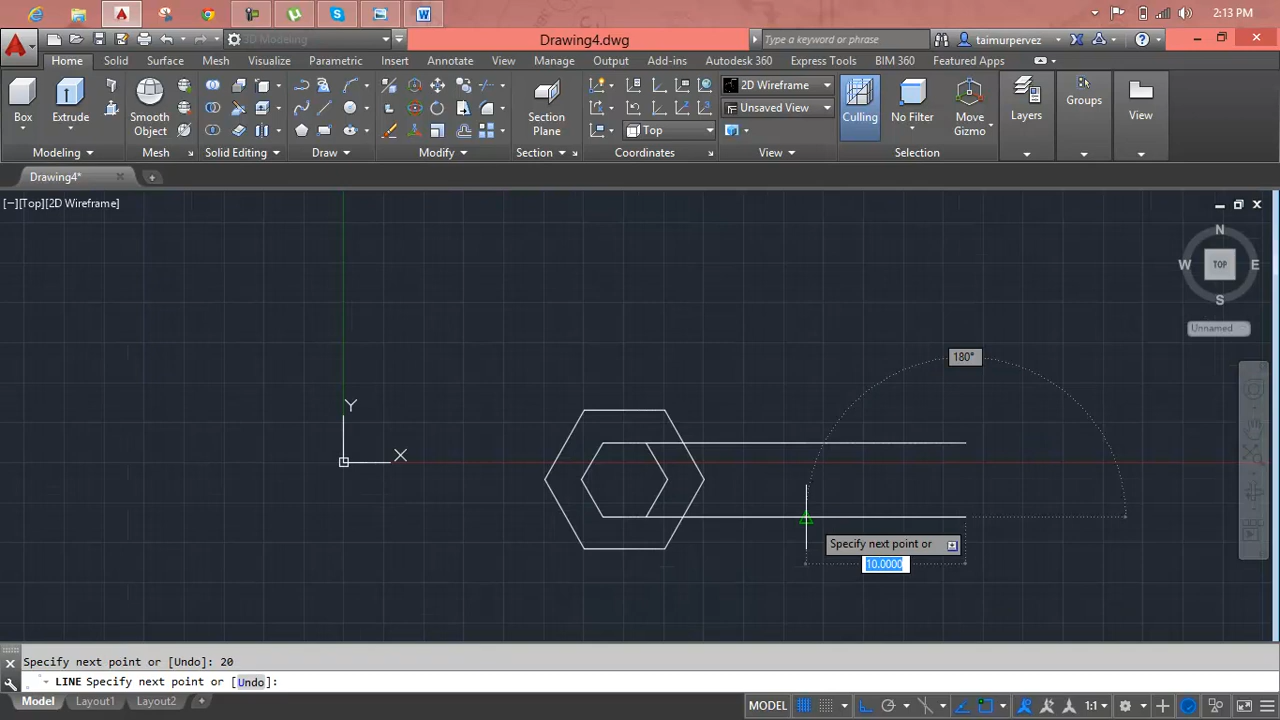 2:13 PM
3D Modeling
Drawing4.dwg
Type a keyword or phrase
taimurpervez
Home
Solid
Surface
Mesh
Visualize
Parametric
Insert
Annotate
View
Manage
Output
Add-ins
Autodesk 360
Express Tools
BIM 360
Featured Apps
Box
Extrude
Smooth
Object
Section
Plane
2D Wireframe
Unsaved View
Top
Culling
No Filter
Move
Gizmo
Layers
Groups
View
Modeling
Mesh
Solid Editing
Draw
Modify
Section
Coordinates
View
Selection
Drawing4*
[−][Top][2D Wireframe]
N
W
TOP
E
S
Unnamed
Y
X
180°
Specify next point or
10.0000
Specify next point or [Undo]: 20
LINE Specify next point or [Undo]:
Model
Layout1
Layout2
MODEL
1:1